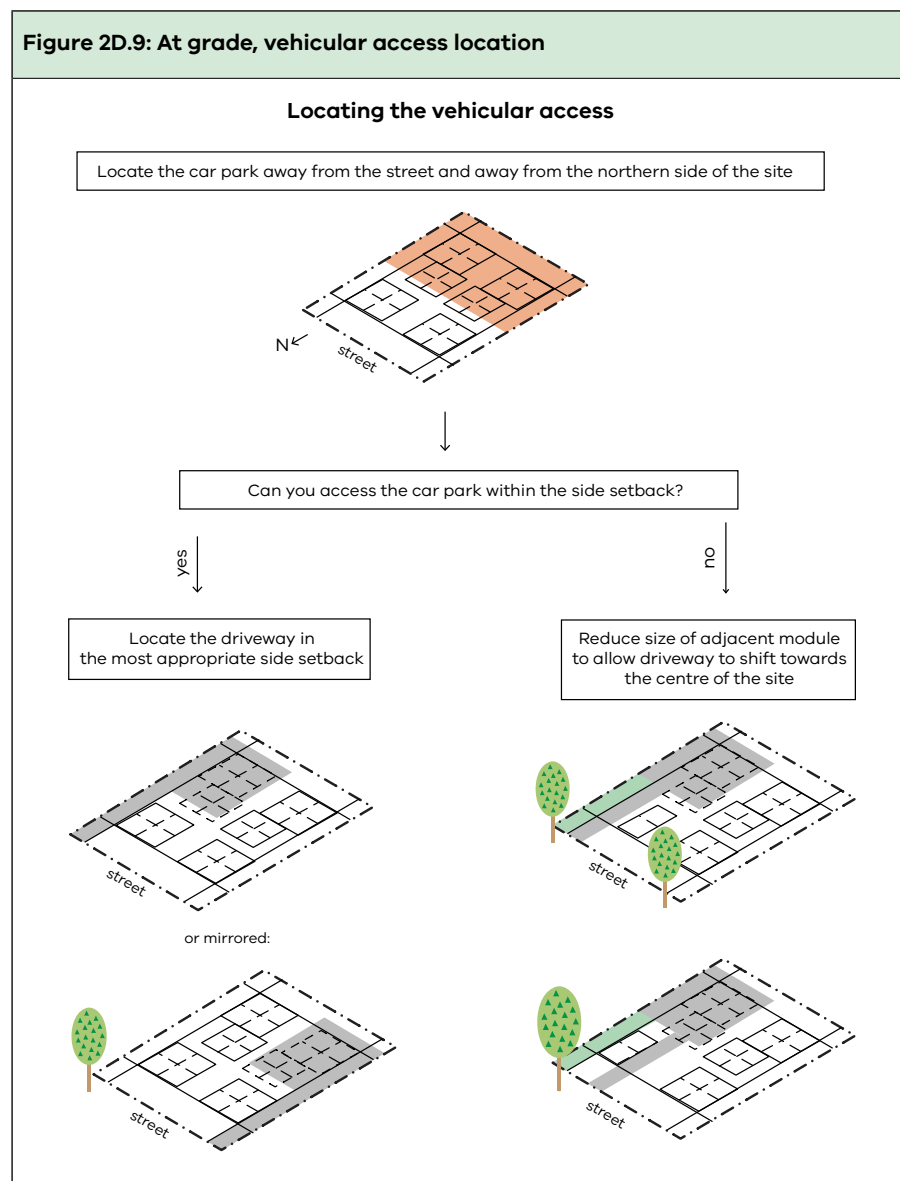 Figure 2D.9: At grade, vehicular access location
Locating the vehicular access
Locate the car park away from the street and away from the northern side of the site
N
street
Can you access the car park within the side setback?
yes
no
Locate the driveway in
the most appropriate side setback
Reduce size of adjacent module
to allow driveway to shift towards
the centre of the site
street
street
or mirrored:
street
street